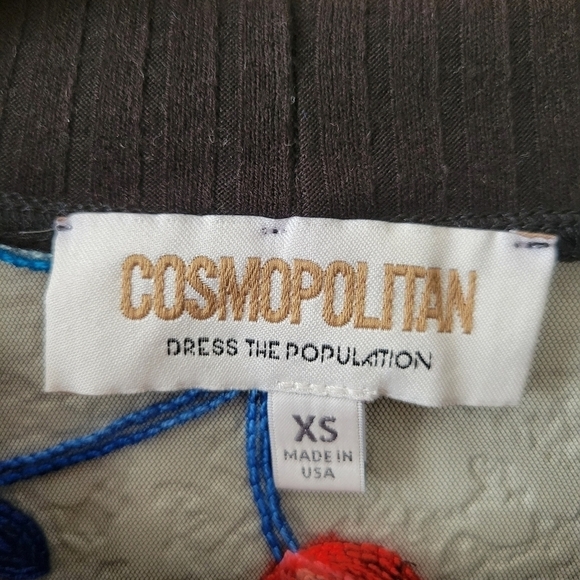 COSMOPOLITAN
DRESS THE POPULATION
XS
MADE IN
USA